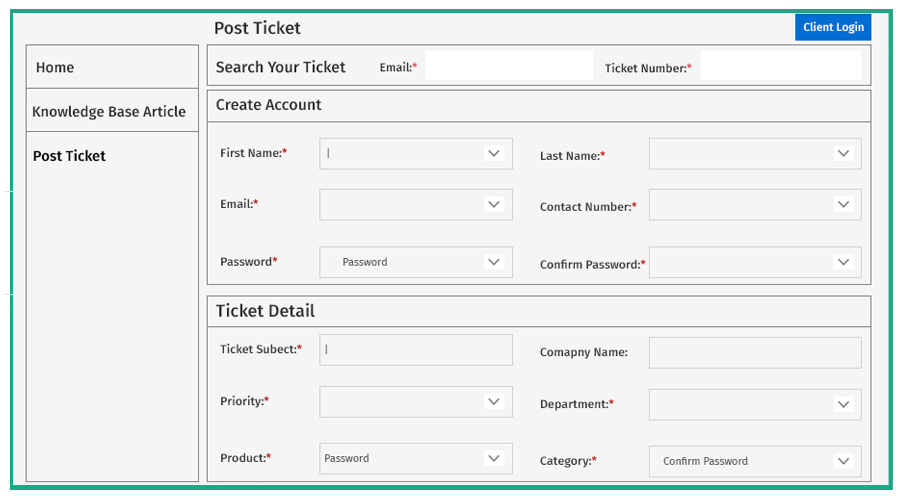 Post Ticket
Client Login
Home
Knowledge Base Article
Post Ticket
Search Your Ticket Email:* Ticket Number:*
Create Account
First Name:* Last Name:*
Email:* Contact Number:*
Password* Password Confirm Password:*
Ticket Detail
Ticket Subect:* Comapny Name:
Priority:* Department:*
Product:* Password Category:* Confirm Password